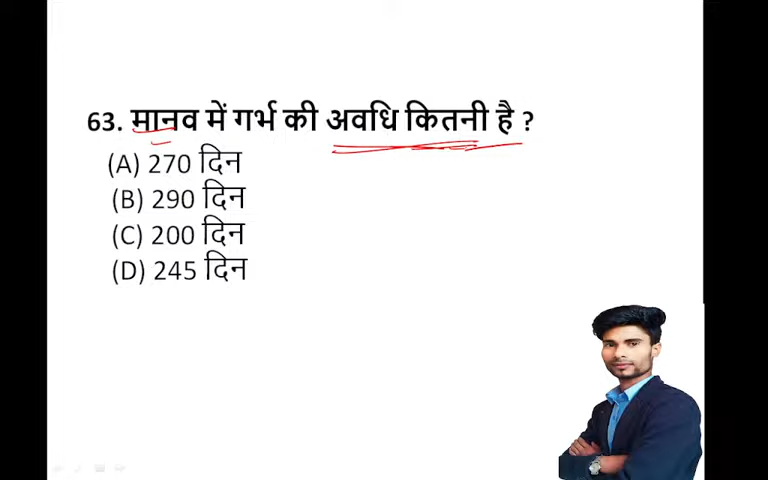 63. मानव में गर्भ की अवधि कितनी है ?
(A) 270 दिन
(B) 290 दिन
(C) 200 दिन
(D) 245 दिन